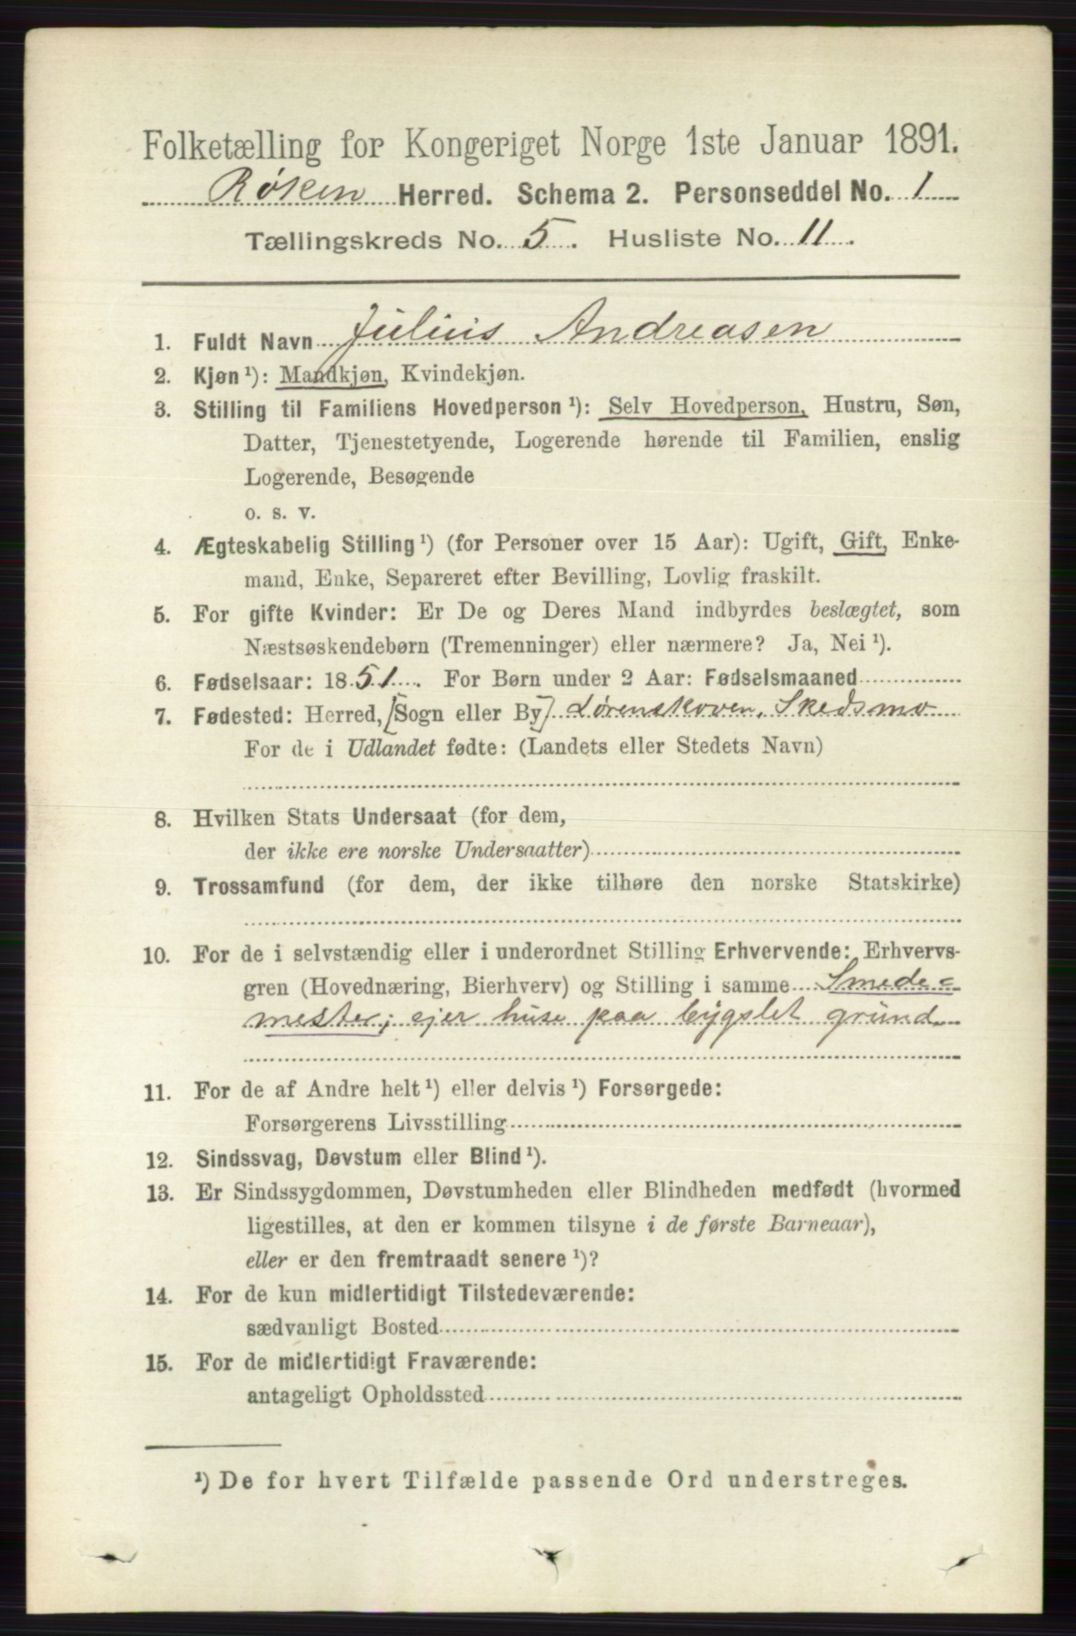 Folketælling for Kongeriget Norge 1ste Januar 1891.
Røken Herred. Schema 2. Personseddel No. 1
Tællingskreds No. 5. Husliste No. 11.
1. Fuldt Navn Julius Andreasen
2. Kjøn¹): Mandkjøn, Kvindekjøn.
3. Stilling til Familiens Hovedperson¹): Selv Hovedperson, Hustru, Søn,
Datter, Tjenestetyende, Logerende hørende til Familien, enslig
Logerende, Besøgende
o. s. v.
4. Ægteskabelig Stilling¹) (for Personer over 15 Aar): Ugift, Gift, Enke-
mand, Enke, Separeret efter Bevilling, Lovlig fraskilt.
5. For gifte Kvinder: Er De og Deres Mand indbyrdes beslægtet, som
Næstsøskendebørn (Tremenninger) eller nærmere? Ja, Nei¹).
6. Fødselsaar: 1851. For Børn under 2 Aar: Fødselsmaaned
7. Fødested: Herred, [Sogn eller By] Lørenskoven, Skedsmo
For de i Udlandet fødte: (Landets eller Stedets Navn)
8. Hvilken Stats Undersaat (for dem,
der ikke ere norske Undersaatter)
9. Trossamfund (for dem, der ikke tilhøre den norske Statskirke)
10. For de i selvstændig eller i underordnet Stilling Erhvervende: Erhvervs-
gren (Hovednæring, Bierhverv) og Stilling i samme Smede=
mester; ejer huse paa bygslet grund
11. For de af Andre helt¹) eller delvis¹) Forsørgede:
Forsørgerens Livsstilling
12. Sindssvag, Døvstum eller Blind¹).
13. Er Sindssygdommen, Døvstumheden eller Blindheden medfødt (hvormed
ligestilles, at den er kommen tilsyne i de første Barneaar),
eller er den fremtraadt senere¹)?
14. For de kun midlertidigt Tilstedeværende:
sædvanligt Bosted
15. For de midlertidigt Fraværende:
antageligt Opholdssted
¹) De for hvert Tilfælde passende Ord understreges.